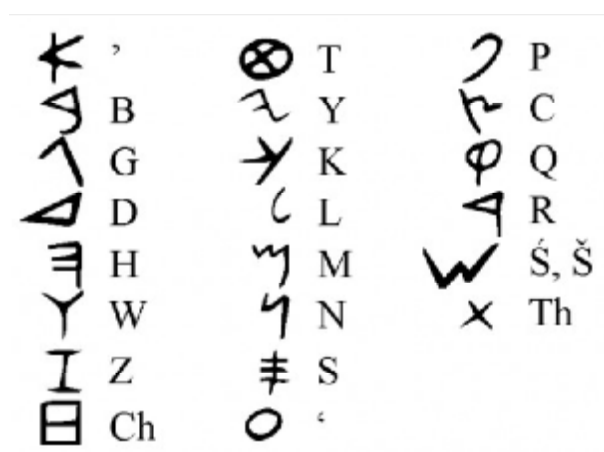 𐤀 ’
𐤁 B
𐤂 G
𐤃 D
𐤄 H
𐤅 W
𐤆 Z
𐤇 Ch
𐤈 T
𐤉 Y
𐤊 K
𐤋 L
𐤌 M
𐤍 N
𐤎 S
𐤏 ‘
𐤐 P
𐤑 C
𐤒 Q
𐤓 R
𐤔 Ś, Š
𐤕 Th